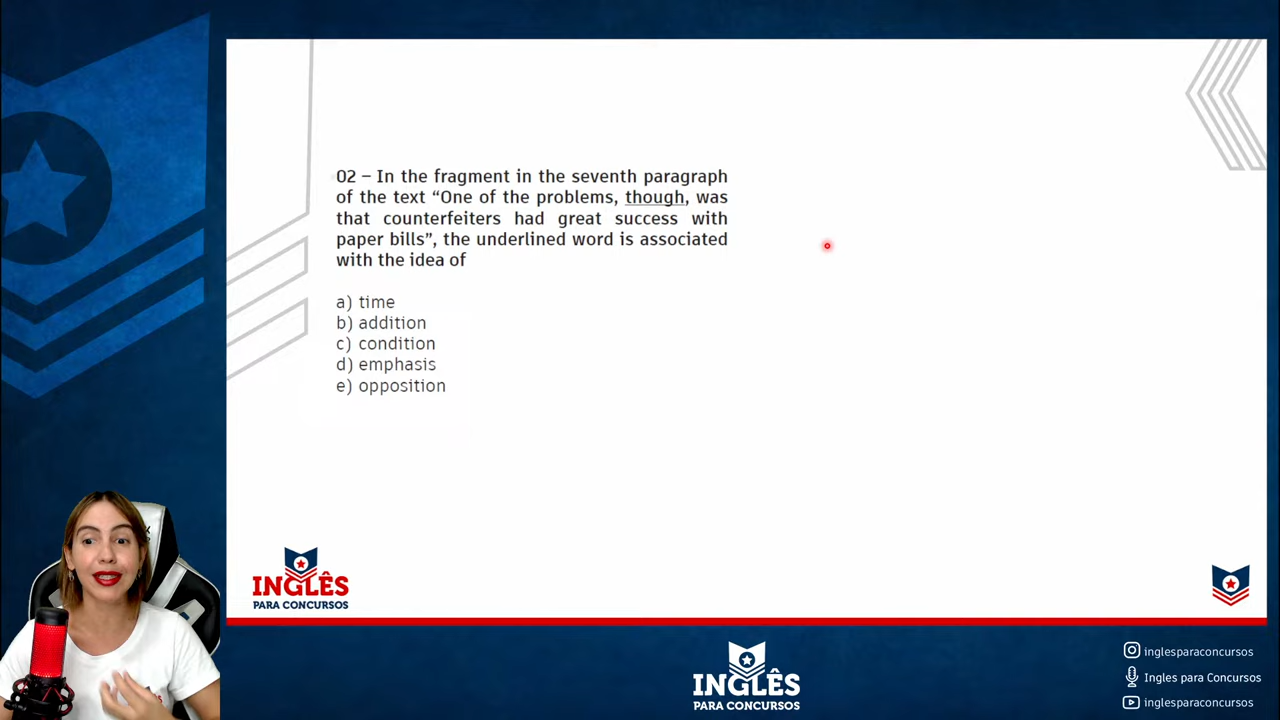 02 – In the fragment in the seventh paragraph
of the text “One of the problems, though, was
that counterfeiters had great success with
paper bills”, the underlined word is associated
with the idea of
a) time
b) addition
c) condition
d) emphasis
e) opposition
INGLÊS
PARA CONCURSOS
INGLÊS
PARA CONCURSOS
inglesparaconcursos
Ingles para Concursos
inglesparaconcursos